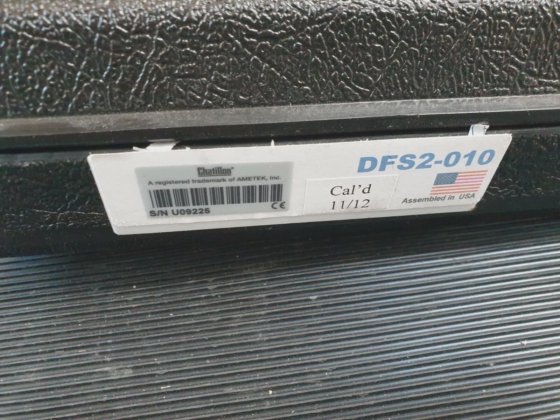 Chatillon
A registered trademark of AMETEK, Inc.
S/N U09225
CE
Cal'd
11/12
DFS2-010
Assembled in USA